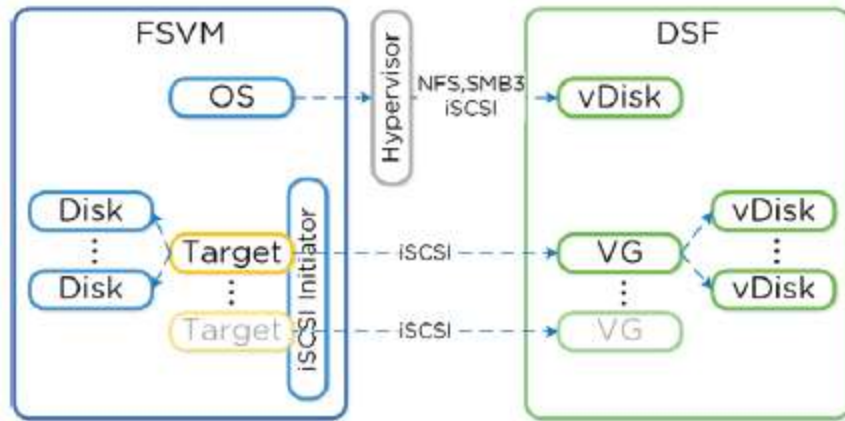 FSVM
DSF
OS
Hypervisor
NFS,SMB3
iSCSI
vDisk
Disk
Disk
Target
Target
iSCSI Initiator
iSCSI
iSCSI
VG
VG
vDisk
vDisk